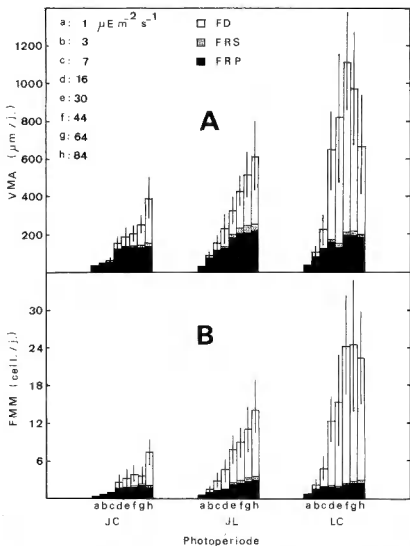 a: 1 µE m⁻² s⁻¹
b: 3
c: 7
d: 16
e: 30
f: 44
g: 64
h: 84
FD
FRS
FRP
A
VMA (µm/j.)
1200
1000
800
600
400
200
B
FMM (cell./j.)
30
24
18
12
6
abcdefgh abcdefgh abcdefgh
JC JL LC
Photopériode